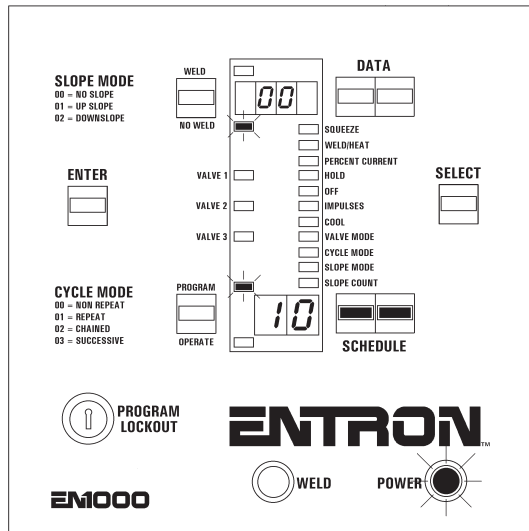 WELD
DATA
SLOPE MODE
00 = NO SLOPE
01 = UP SLOPE
02 = DOWNSLOPE
00
NO WELD
SQUEEZE
WELD/HEAT
PERCENT CURRENT
ENTER
VALVE 1
HOLD
SELECT
OFF
VALVE 2
IMPULSES
COOL
VALVE 3
VALVE MODE
CYCLE MODE
SLOPE MODE
SLOPE COUNT
CYCLE MODE
00 = NON REPEAT
01 = REPEAT
02 = CHAINED
03 = SUCCESSIVE
PROGRAM
10
OPERATE
SCHEDULE
PROGRAM
LOCKOUT
ENTRON™
WELD
POWER
EN1000